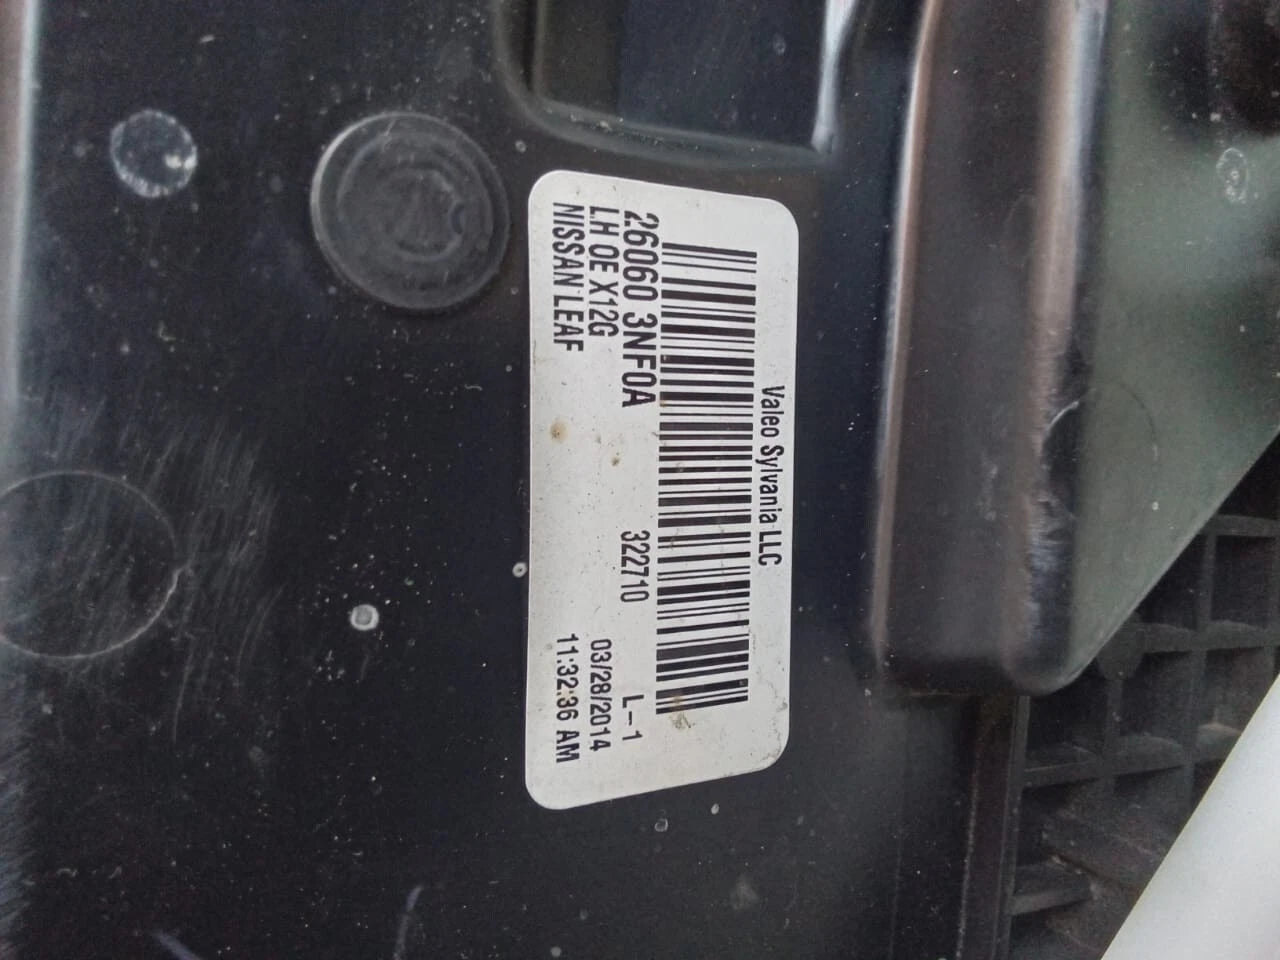 Valeo Sylvania LLC
26060 3NF0A 322710 L-1
LH OE X12G 03/28/2014
NISSAN LEAF 11:32:36 AM